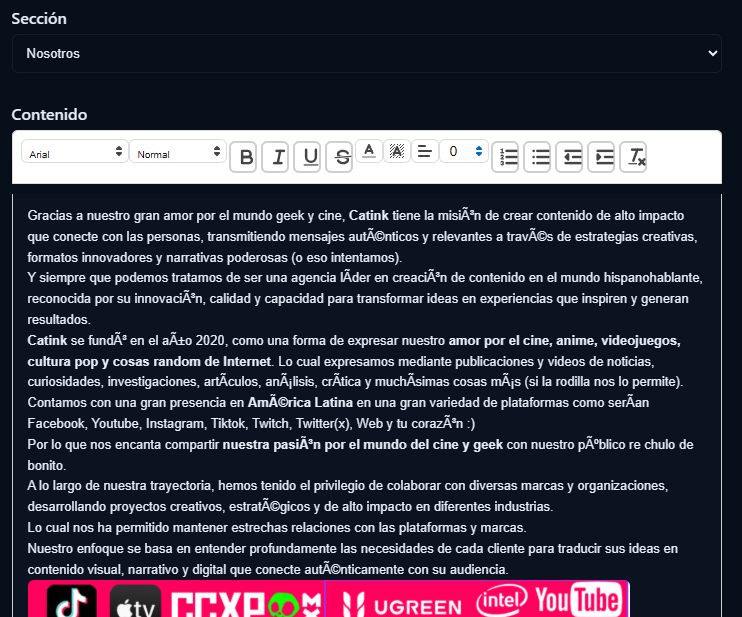 Sección
Nosotros
Contenido
Arial Normal B I U S A A 0 Tx
Gracias a nuestro gran amor por el mundo geek y cine, Catink tiene la misiÃ³n de crear contenido de alto impacto
que conecte con las personas, transmitiendo mensajes autÃ©nticos y relevantes a travÃ©s de estrategias creativas,
formatos innovadores y narrativas poderosas (o eso intentamos).
Y siempre que podemos tratamos de ser una agencia lÃder en creaciÃ³n de contenido en el mundo hispanohablante,
reconocida por su innovaciÃ³n, calidad y capacidad para transformar ideas en experiencias que inspiren y generan
resultados.
Catink se fundÃ³ en el aÃ±o 2020, como una forma de expresar nuestro amor por el cine, anime, videojuegos,
cultura pop y cosas random de Internet. Lo cual expresamos mediante publicaciones y videos de noticias,
curiosidades, investigaciones, artÃculos, anÃ¡lisis, crÃtica y muchÃsimas cosas mÃ¡s (si la rodilla nos lo permite).
Contamos con una gran presencia en AmÃ©rica Latina en una gran variedad de plataformas como serÃan
Facebook, Youtube, Instagram, Tiktok, Twitch, Twitter(x), Web y tu corazÃ³n :)
Por lo que nos encanta compartir nuestra pasiÃ³n por el mundo del cine y geek con nuestro pÃºblico re chulo de
bonito.
A lo largo de nuestra trayectoria, hemos tenido el privilegio de colaborar con diversas marcas y organizaciones,
desarrollando proyectos creativos, estratÃ©gicos y de alto impacto en diferentes industrias.
Lo cual nos ha permitido mantener estrechas relaciones con las plataformas y marcas.
Nuestro enfoque se basa en entender profundamente las necesidades de cada cliente para traducir sus ideas en
contenido visual, narrativo y digital que conecte autÃ©nticamente con su audiencia.
tv CCXP UGREEN intel YouTube